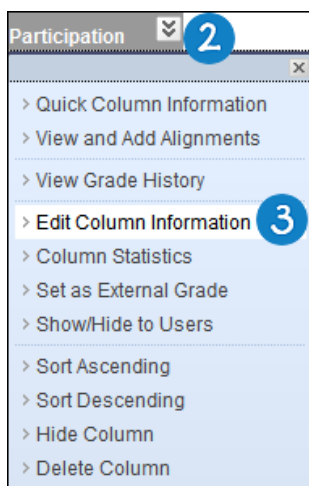 Participation 2
> Quick Column Information
> View and Add Alignments
> View Grade History
> Edit Column Information 3
> Column Statistics
> Set as External Grade
> Show/Hide to Users
> Sort Ascending
> Sort Descending
> Hide Column
> Delete Column